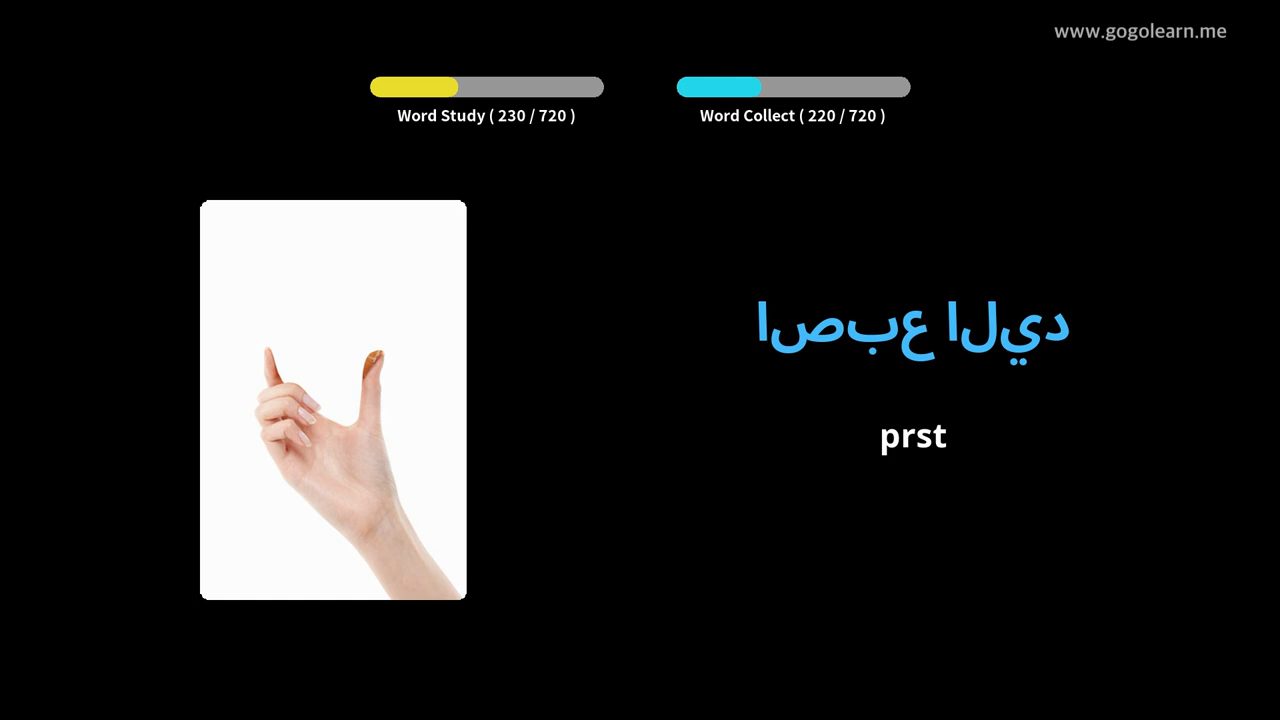 www.gogolearn.me
Word Study ( 230 / 720 )
Word Collect ( 220 / 720 )
اصبع اليد
prst